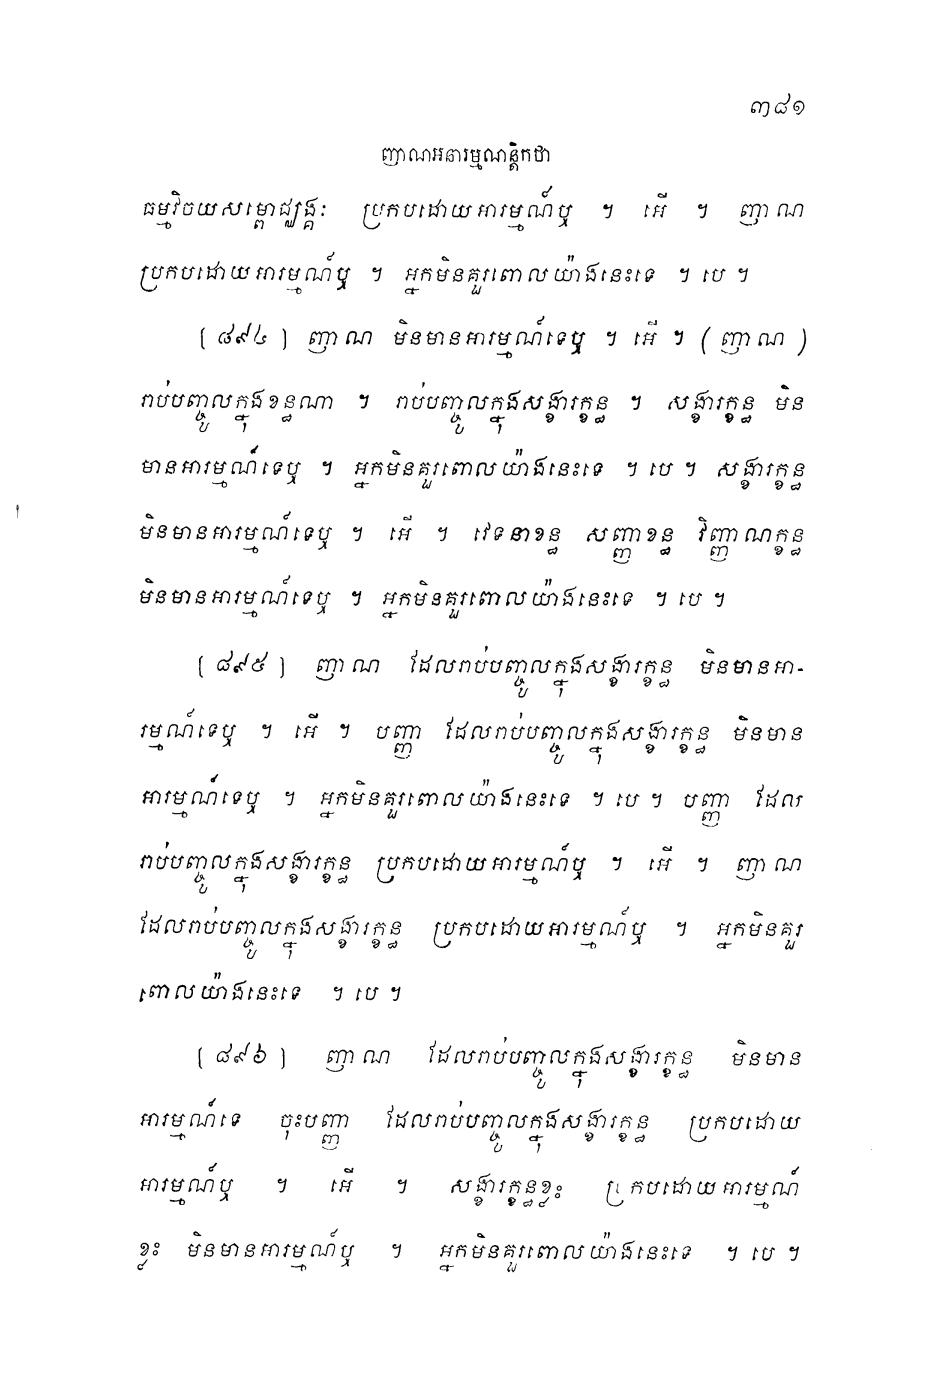 ៣៨១
ញាណអនារម្មណន្តិកថា
ធម្មវិចយសម្ពោជ្ឈង្គៈ ប្រកបដោយអារម្មណ៍ឬ ។ អើ ។ ញាណ
ប្រកបដោយអារម្មណ៍ឬ ។ អ្នកមិនគួរពោលយ៉ាងនេះទេ ។ បេ ។
[ ៨៩៤ ] ញាណ មិនមានអារម្មណ៍ទេឬ ។ អើ ។ ( ញាណ )
រាប់បញ្ចូលក្នុងខន្ធណា ។ រាប់បញ្ចូលក្នុងសង្ខារក្ខន្ធ ។ សង្ខារក្ខន្ធ មិន
មានអារម្មណ៍ទេឬ ។ អ្នកមិនគួរពោលយ៉ាងនេះទេ ។ បេ ។ សង្ខារក្ខន្ធ
មិនមានអារម្មណ៍ទេឬ ។ អើ ។ វេទនាខន្ធ សញ្ញាខន្ធ វិញ្ញាណក្ខន្ធ
មិនមានអារម្មណ៍ទេឬ ។ អ្នកមិនគួរពោលយ៉ាងនេះទេ ។ បេ ។
[ ៨៩៥ ] ញាណ ដែលរាប់បញ្ចូលក្នុងសង្ខារក្ខន្ធ មិនមានអា-
រម្មណ៍ទេឬ ។ អើ ។ បញ្ញា ដែលរាប់បញ្ចូលក្នុងសង្ខារក្ខន្ធ មិនមាន
អារម្មណ៍ទេឬ ។ អ្នកមិនគួរពោលយ៉ាងនេះទេ ។ បេ ។ បញ្ញា ដែល
រាប់បញ្ចូលក្នុងសង្ខារក្ខន្ធ ប្រកបដោយអារម្មណ៍ឬ ។ អើ ។ ញាណ
ដែលរាប់បញ្ចូលក្នុងសង្ខារក្ខន្ធ ប្រកបដោយអារម្មណ៍ឬ ។ អ្នកមិនគួរ
ពោលយ៉ាងនេះទេ ។ បេ ។
[ ៨៩៦ ] ញាណ ដែលរាប់បញ្ចូលក្នុងសង្ខារក្ខន្ធ មិនមាន
អារម្មណ៍ទេ ចុះបញ្ញា ដែលរាប់បញ្ចូលក្នុងសង្ខារក្ខន្ធ ប្រកបដោយ
អារម្មណ៍ឬ ។ អើ ។ សង្ខារក្ខន្ធខ្លះ ប្រកបដោយអារម្មណ៍
ខ្លះ មិនមានអារម្មណ៍ឬ ។ អ្នកមិនគួរពោលយ៉ាងនេះទេ ។ បេ ។